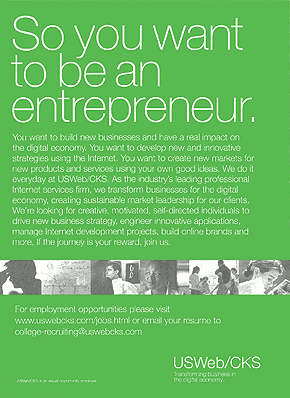 So you want
to be an
entrepreneur.
You want to build new businesses and have a real impact on
the digital economy. You want to develop new and innovative
strategies using the Internet. You want to create new markets for
new products and services using your own good ideas. We do it
everyday at USWeb/CKS. As the industry's leading professional
Internet services firm, we transform businesses for the digital
economy, creating sustainable market leadership for our clients.
We're looking for creative, motivated, self-directed individuals to
drive new business strategy, engineer innovative applications,
manage Internet development projects, build online brands and
more. If the journey is your reward, join us.
For employment opportunities please visit
www.uswebcks.com/jobs.html or email your resume to
college-recruiting@uswebcks.com
USWeb/CKS
Transforming business in
the digital economy.
USWeb/CKS is an equal opportunity employer.